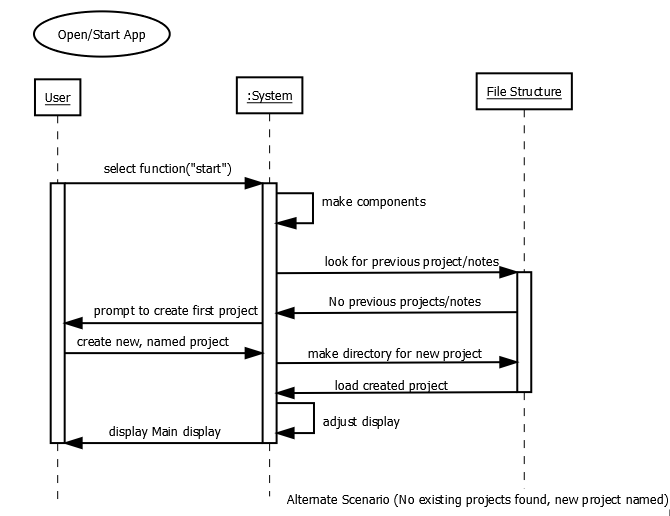 Open/Start App
User
:System
File Structure
select function("start")
make components
look for previous project/notes
No previous projects/notes
prompt to create first project
create new, named project
make directory for new project
load created project
adjust display
display Main display
Alternate Scenario (No existing projects found, new project named)